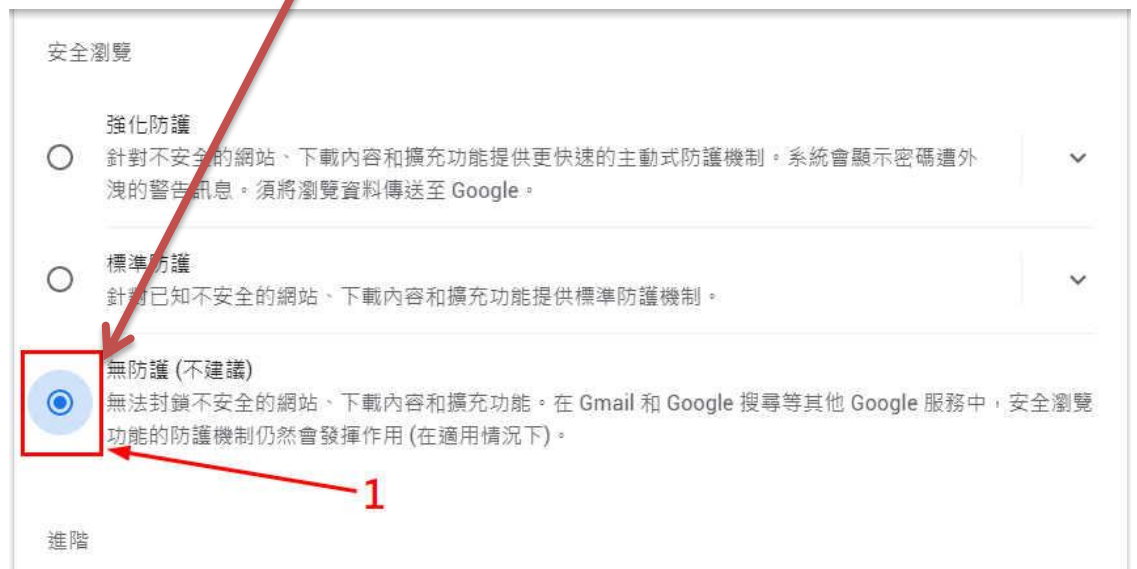 安全瀏覽
強化防護
針對不安全的網站、下載內容和擴充功能提供更快速的主動式防護機制。系統會顯示密碼遭外
洩的警告訊息。須將瀏覽資料傳送至 Google。
標準防護
針對已知不安全的網站、下載內容和擴充功能提供標準防護機制。
無防護 (不建議)
無法封鎖不安全的網站、下載內容和擴充功能。在 Gmail 和 Google 搜尋等其他 Google 服務中，安全瀏覽
功能的防護機制仍然會發揮作用 (在適用情況下)。
1
進階